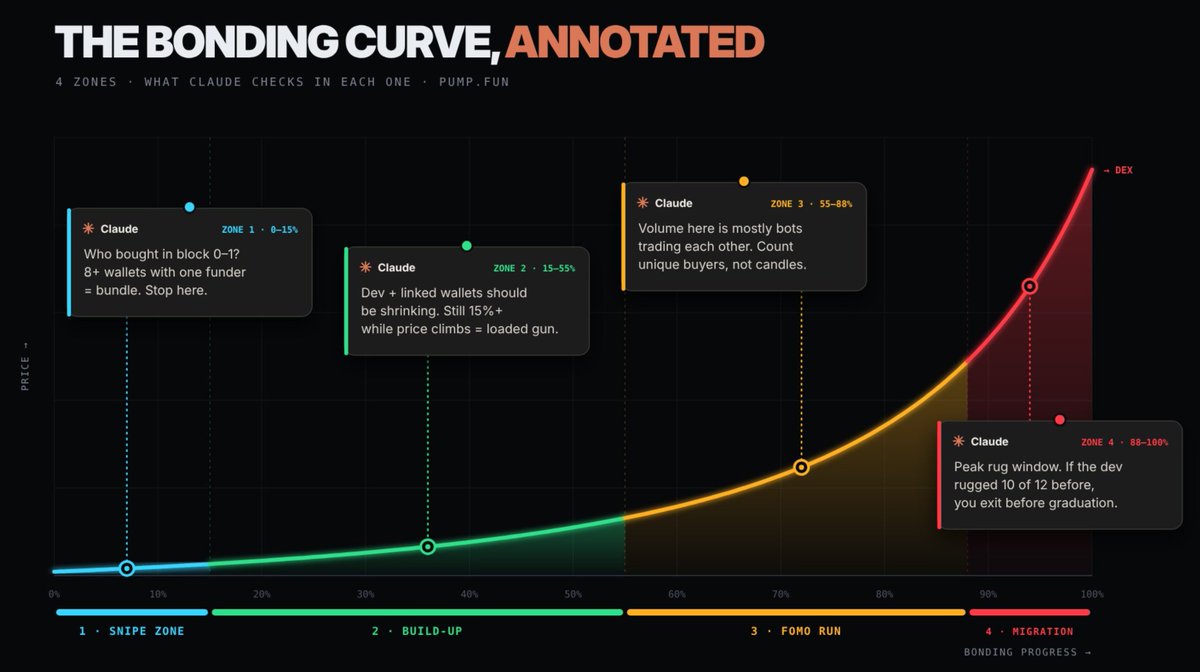 THE BONDING CURVE, ANNOTATED
4 ZONES · WHAT CLAUDE CHECKS IN EACH ONE · PUMP.FUN
→ DEX
Claude
ZONE 1 · 0–15%
Who bought in block 0–1?
8+ wallets with one funder
= bundle. Stop here.
Claude
ZONE 2 · 15–55%
Dev + linked wallets should
be shrinking. Still 15%+
while price climbs = loaded gun.
Claude
ZONE 3 · 55–88%
Volume here is mostly bots
trading each other. Count
unique buyers, not candles.
Claude
ZONE 4 · 88–100%
Peak rug window. If the dev
rugged 10 of 12 before,
you exit before graduation.
PRICE →
0% 10% 20% 30% 40% 50% 60% 70% 80% 90% 100%
1 · SNIPE ZONE
2 · BUILD-UP
3 · FOMO RUN
4 · MIGRATION
BONDING PROGRESS →